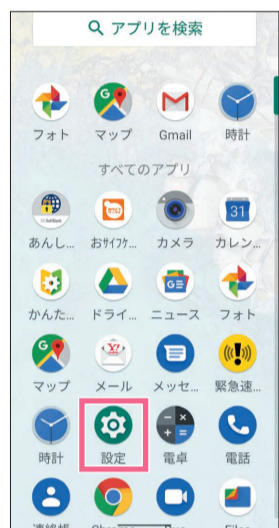 アプリを検索
フォト マップ Gmail 時計
すべてのアプリ
あんし... おサイフケ... カメラ カレン...
31
かんた... ドライ... ニュース フォト
マップ メール メッセ... 緊急速...
時計 設定 電卓 電話